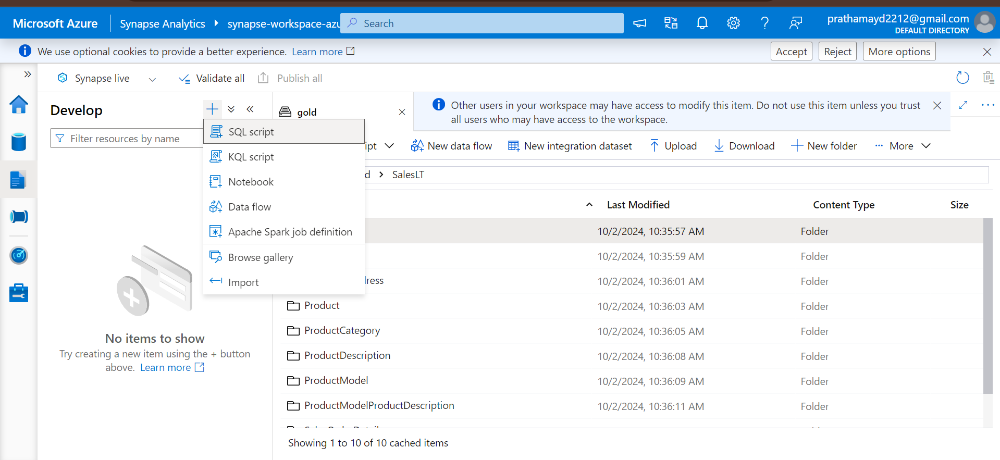 Microsoft Azure
Synapse Analytics
synapse-workspace-azu
Search
prathamayd2212@gmail.com
DEFAULT DIRECTORY
We use optional cookies to provide a better experience. Learn more
Accept
Reject
More options
Synapse live
Validate all
Publish all
Develop
gold
Other users in your workspace may have access to modify this item. Do not use this item unless you trust
all users who may have access to the workspace.
Filter resources by name
SQL script
KQL script
Notebook
Data flow
Apache Spark job definition
Browse gallery
Import
No items to show
Try creating a new item using the + button
above. Learn more
ipt
New data flow
New integration dataset
Upload
Download
New folder
More
d
SalesLT
Last Modified
Content Type
Size
10/2/2024, 10:35:57 AM Folder
10/2/2024, 10:35:59 AM Folder
dress 10/2/2024, 10:36:01 AM Folder
Product 10/2/2024, 10:36:03 AM Folder
ProductCategory 10/2/2024, 10:36:05 AM Folder
ProductDescription 10/2/2024, 10:36:08 AM Folder
ProductModel 10/2/2024, 10:36:09 AM Folder
ProductModelProductDescription 10/2/2024, 10:36:11 AM Folder
Showing 1 to 10 of 10 cached items